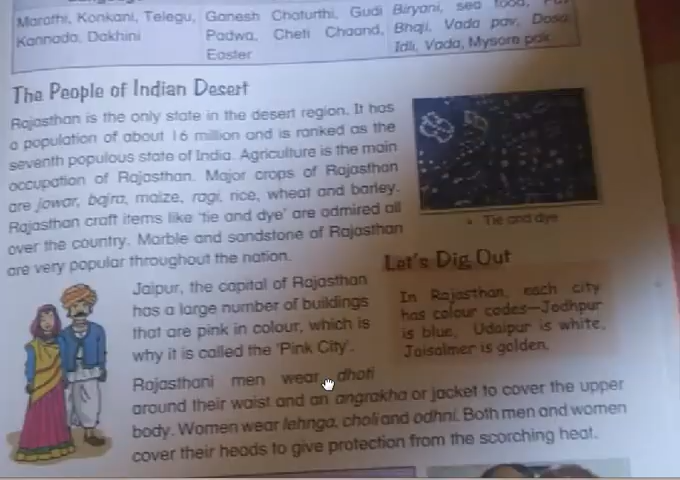 Marathi, Konkani, Telegu,
Kannada, Dakhini
Ganesh Chaturthi, Gudi
Padwa, Cheti Chaand,
Easter
Biryani, sea food,
Bhaji, Vada pav, Dosa
Idli, Vada, Mysore pak
The People of Indian Desert
Rajasthan is the only state in the desert region. It has
a population of about 16 million and is ranked as the
seventh populous state of India. Agriculture is the main
occupation of Rajasthan. Major crops of Rajasthan
are jowar, bajra, maize, ragi, rice, wheat and barley.
Rajasthan craft items like 'tie and dye' are admired all
over the country. Marble and sandstone of Rajasthan
are very popular throughout the nation.
Tie and dye
Jaipur, the capital of Rajasthan
has a large number of buildings
that are pink in colour, which is
why it is called the 'Pink City'.
Let's Dig Out
In Rajasthan, each city
has colour codes—Jodhpur
is blue, Udaipur is white,
Jaisalmer is golden.
Rajasthani men wear dhoti
around their waist and an angrakha or jacket to cover the upper
body. Women wear lehnga, choli and odhni. Both men and women
cover their heads to give protection from the scorching heat.